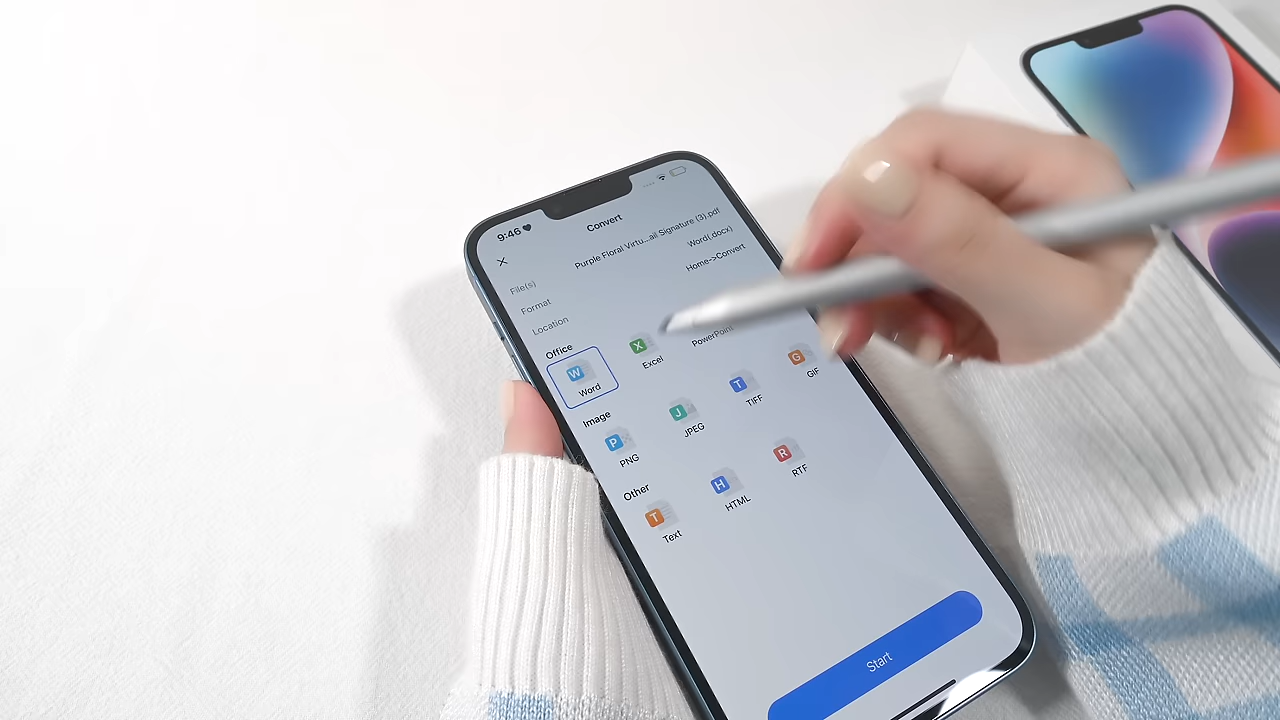 9:46
Convert
File(s) Purple Floral Virtu...ail Signature (3).pdf
Format Word(.docx)
Location Home->Convert
Office
W X
Word Excel PowerPoint
Image
P J T G
PNG JPEG TIFF GIF
Other
T H R
Text HTML RTF
Start